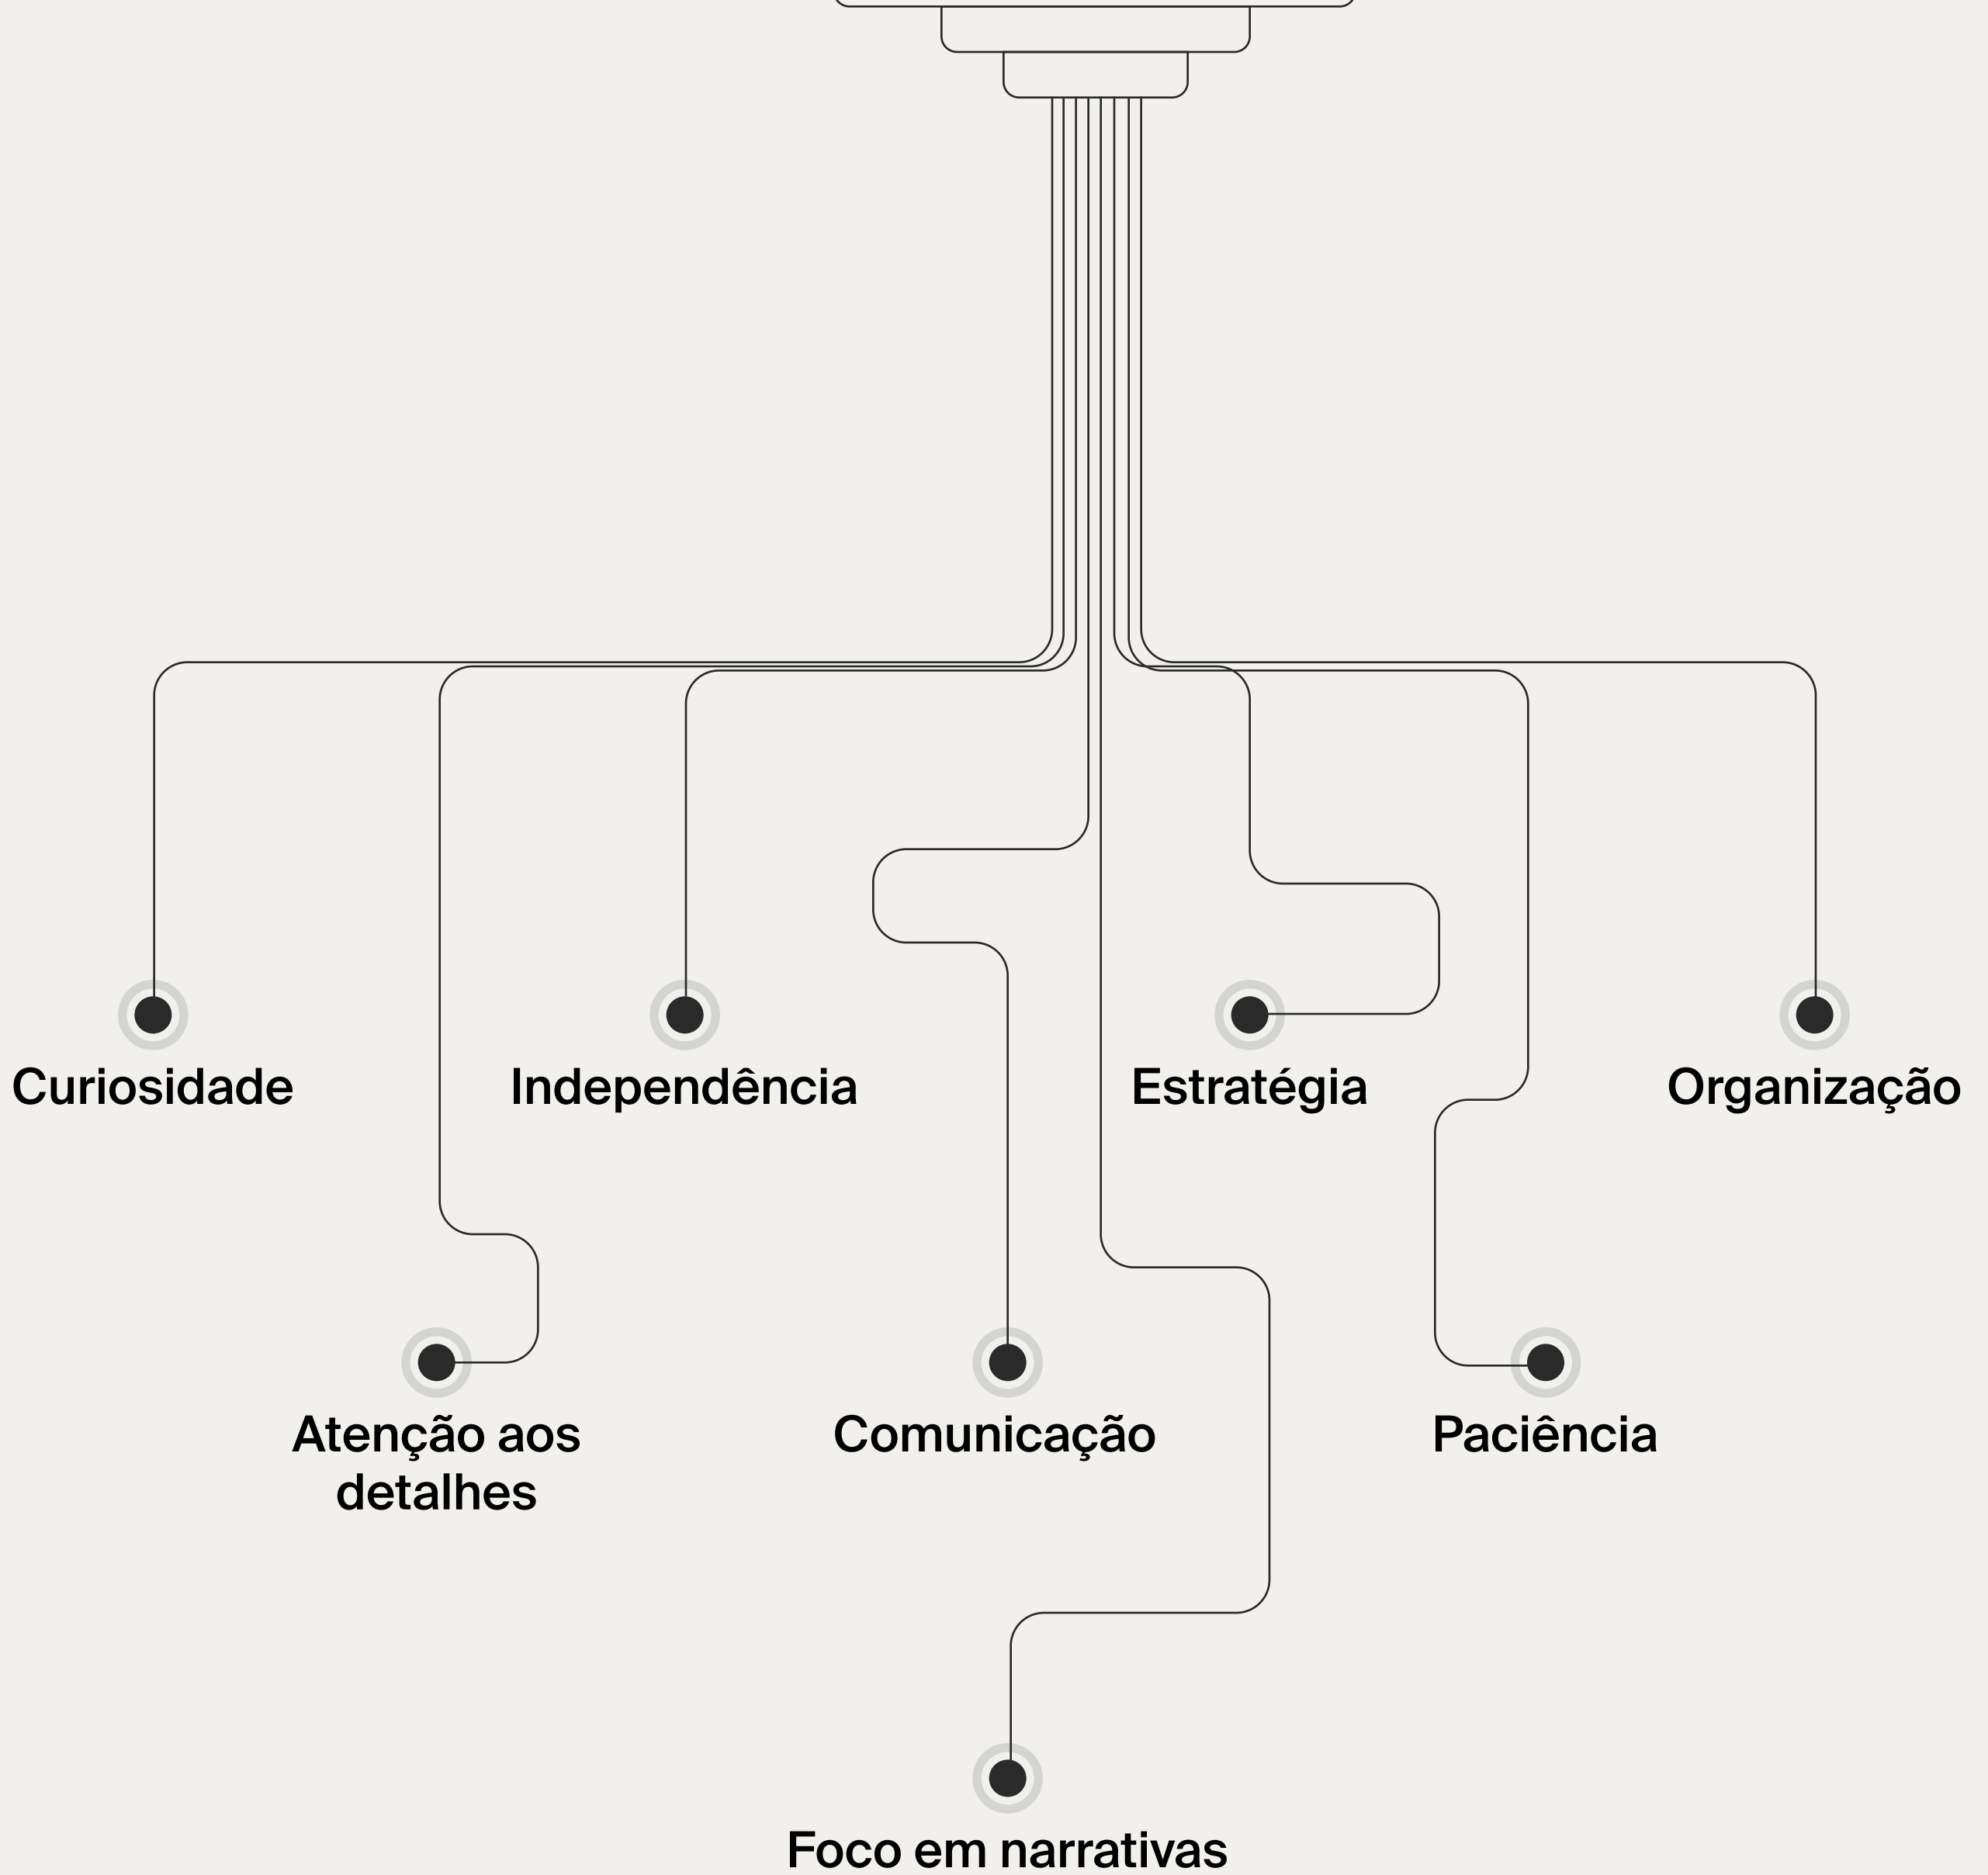 Curiosidade
Independência
Estratégia
Organização
Atenção aos
detalhes
Comunicação
Paciência
Foco em narrativas